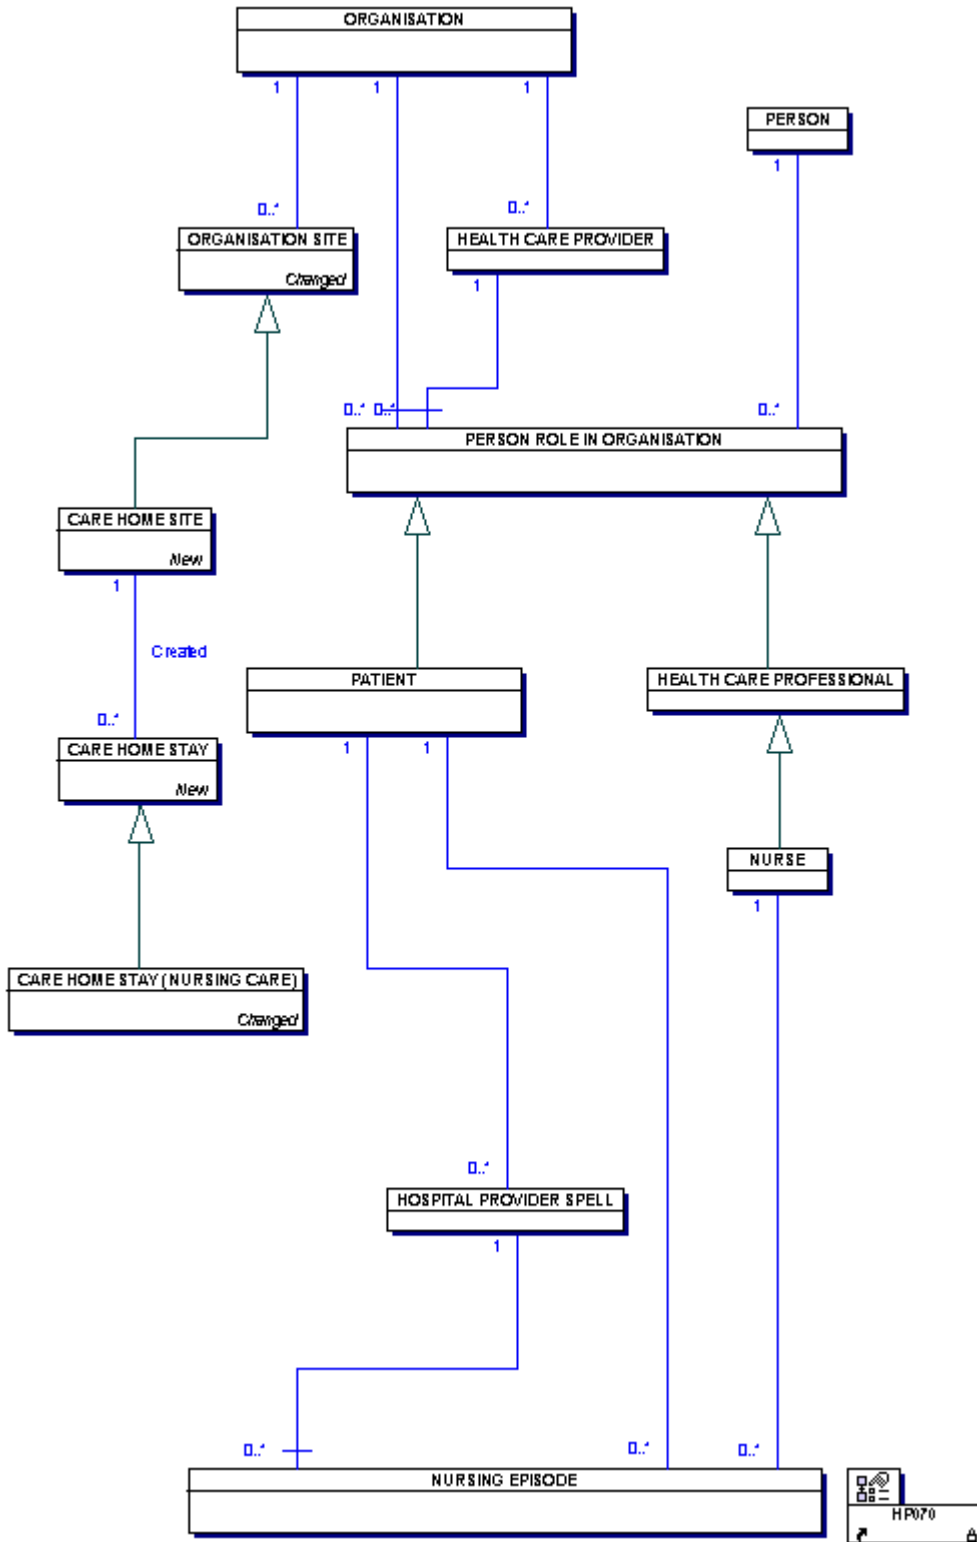 ORGANISATION
1
1
1
PERSON
1
0..*
0..*
ORGANISATION SITE
Changed
HEALTH CARE PROVIDER
1
0..*
0..*
0..*
PERSON ROLE IN ORGANISATION
CARE HOME SITE
New
1
Created
0..*
PATIENT
HEALTH CARE PROFESSIONAL
CARE HOME STAY
New
1
1
NURSE
1
CARE HOME STAY (NURSING CARE)
Changed
0..*
HOSPITAL PROVIDER SPELL
1
0..*
0..*
0..*
NURSING EPISODE
HP070